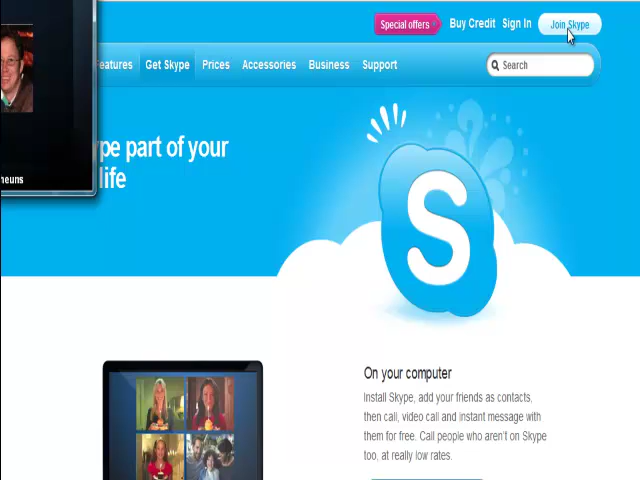 Special offers
Buy Credit Sign In Join Skype
Features Get Skype Prices Accessories Business Support Search
part of your
life
S
On your computer
Install Skype, add your friends as contacts,
then call, video call and instant message with
them for free. Call people who aren't on Skype
too, at really low rates.